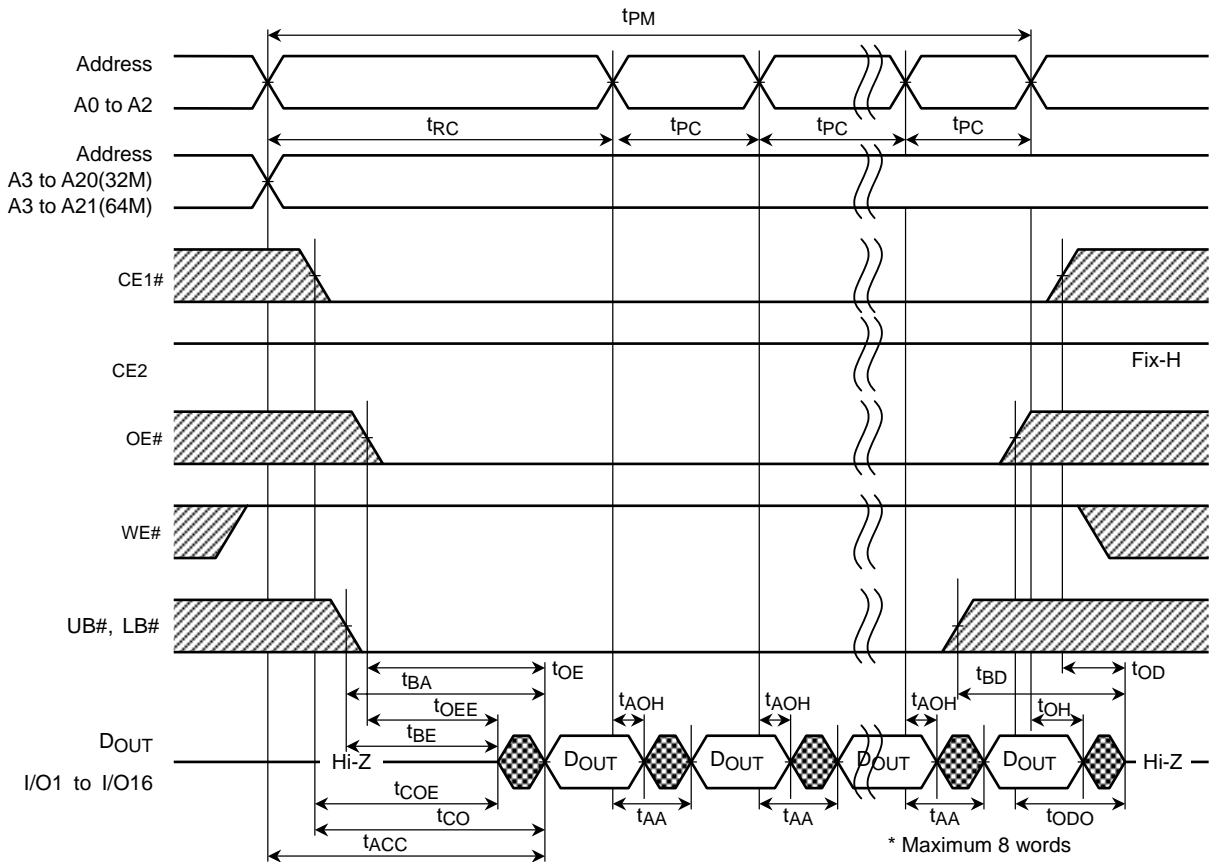 tPM
Address
A0 to A2
tRC tPC tPC tPC
Address
A3 to A20(32M)
A3 to A21(64M)
CE1#
CE2
Fix-H
OE#
WE#
UB#, LB#
tOE tOD
tBA tBD
tOEE tAOH tAOH tAOH tOH
tBE
DOUT
I/O1 to I/O16
Hi-Z DOUT DOUT DOUT DOUT Hi-Z
tCOE
tAA tAA tAA tODO
tCO
tACC
* Maximum 8 words